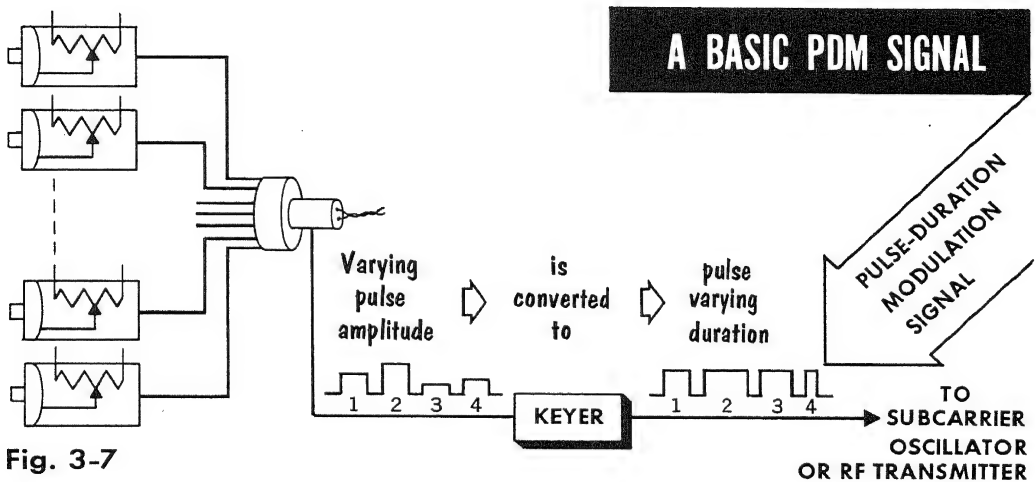 A BASIC PDM SIGNAL
PULSE-DURATION
MODULATION
SIGNAL
Varying
pulse
amplitude
is
converted
to
pulse
varying
duration
1 2 3 4
KEYER
1 2 3 4
TO
SUBCARRIER
OSCILLATOR
OR RF TRANSMITTER
Fig. 3-7